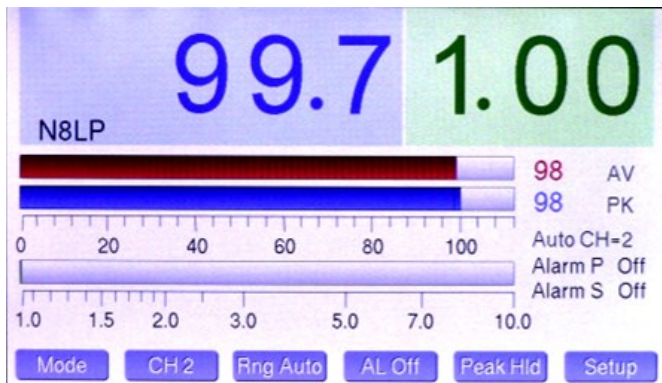 99.7 1.00
N8LP
98 AV
98 PK
0 20 40 60 80 100
Auto CH=2
Alarm P Off
Alarm S Off
1.0 1.5 2.0 3.0 5.0 7.0 10.0
Mode CH 2 Rng Auto AL Off Peak Hld Setup